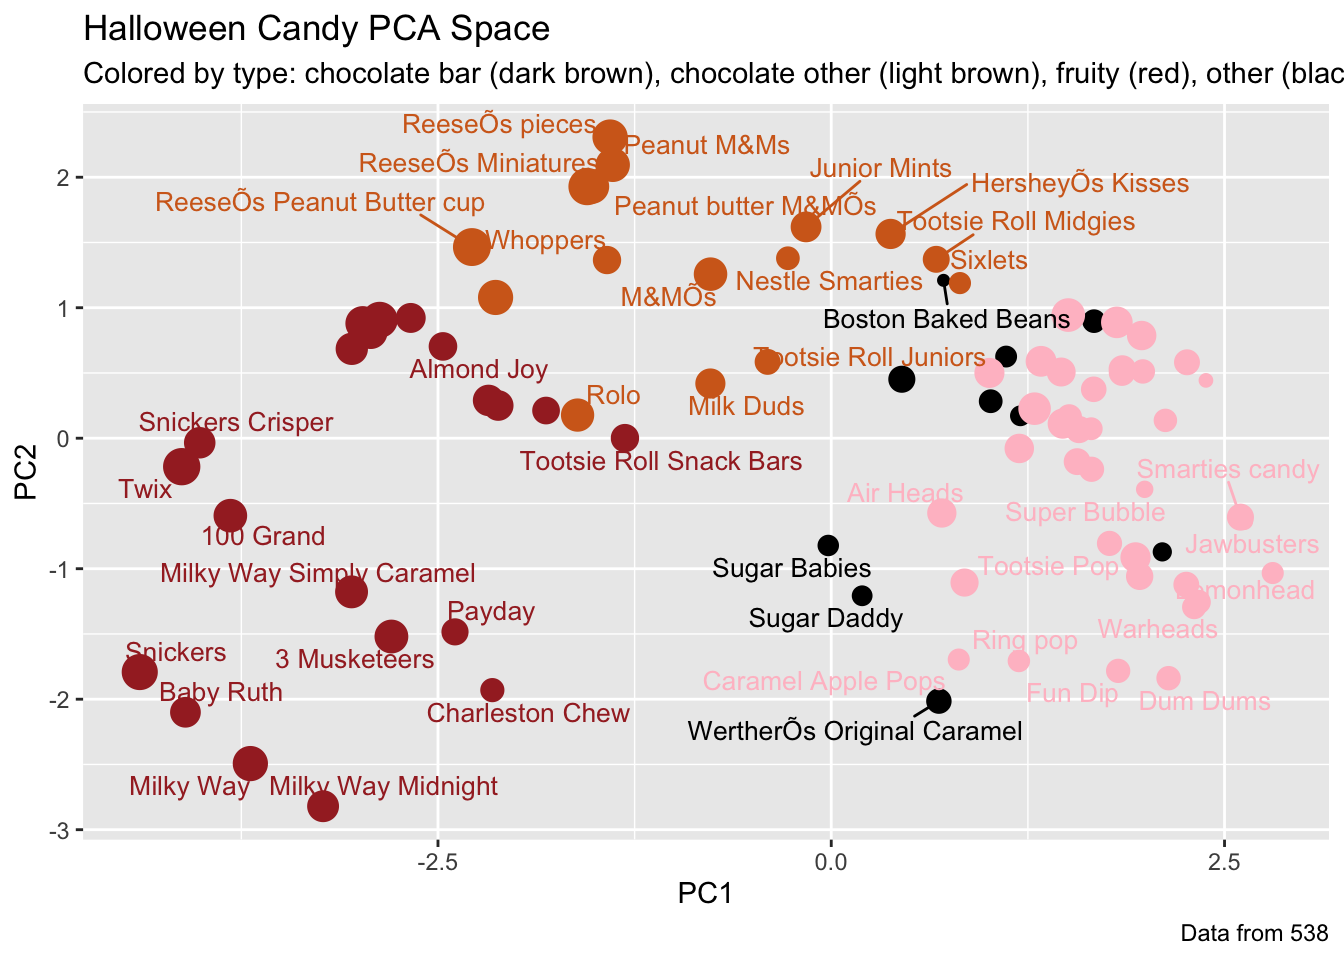 Halloween Candy PCA Space
Colored by type: chocolate bar (dark brown), chocolate other (light brown), fruity (red), other (blac
ReeseÕs pieces
Peanut M&Ms
ReeseÕs Miniatures
Junior Mints
HersheyÕs Kisses
ReeseÕs Peanut Butter cup
Peanut butter M&MÕs
Tootsie Roll Midgies
Whoppers
Sixlets
Nestle Smarties
M&MÕs
Boston Baked Beans
Tootsie Roll Juniors
Almond Joy
Rolo
Milk Duds
Snickers Crisper
Tootsie Roll Snack Bars
Smarties candy
Twix
Air Heads
Super Bubble
100 Grand
Jawbusters
Milky Way Simply Caramel
Sugar Babies
Tootsie Pop
Lemonhead
Payday
Sugar Daddy
Warheads
Snickers
3 Musketeers
Ring pop
Baby Ruth
Caramel Apple Pops
Fun Dip
Dum Dums
Charleston Chew
WertherÕs Original Caramel
Milky Way
Milky Way Midnight
2
1
0
-1
-2
-3
PC2
-2.5
0.0
2.5
PC1
Data from 538